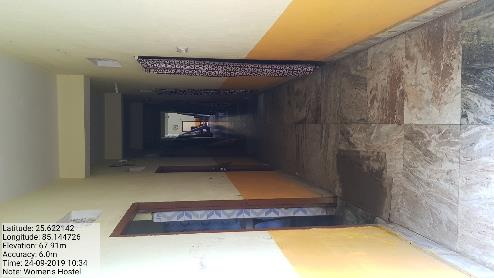 Latitude: 25.622142
Longitude: 85.144726
Elevation: 67.91m
Accuracy: 6.0m
Time: 24-09-2019 10:34
Note: Women's Hostel